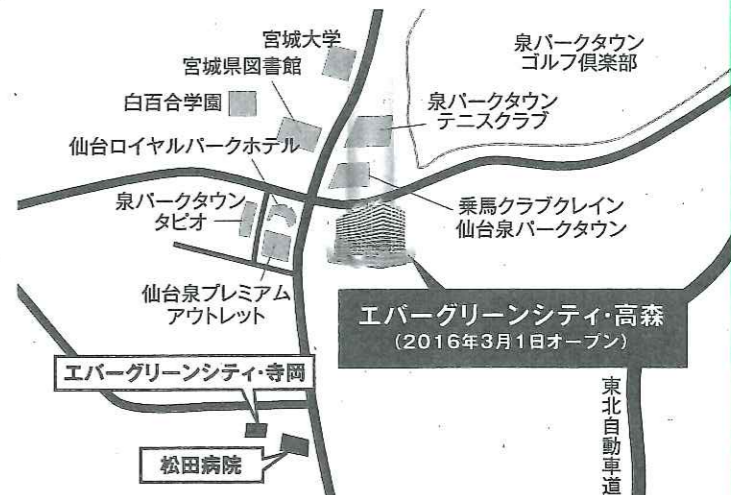 宮城大学
宮城県図書館
白百合学園
仙台ロイヤルパークホテル
泉パークタウン
タピオ
仙台泉プレミアム
アウトレット
泉パークタウン
ゴルフ倶楽部
泉パークタウン
テニスクラブ
乗馬クラブクレイン
仙台泉パークタウン
エバーグリーンシティ・高森
(2016年3月1日オープン)
エバーグリーンシティ・寺岡
松田病院
東北自動車道